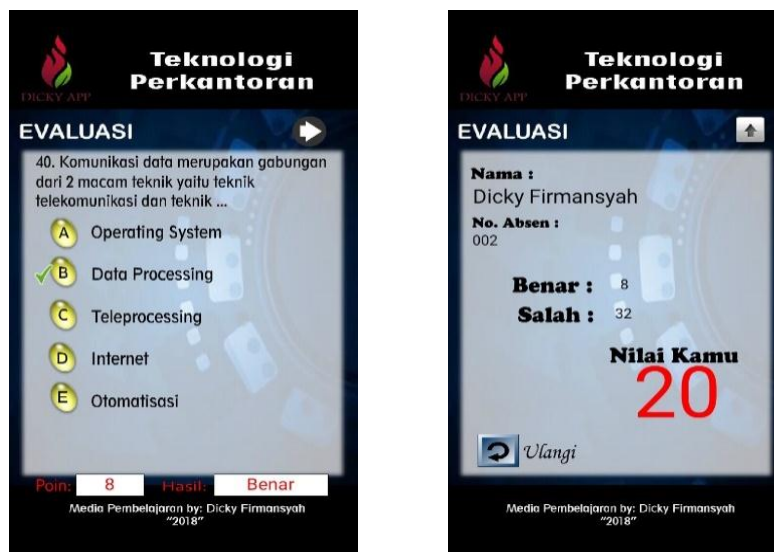 DICKY APP
Teknologi
Perkantoran
EVALUASI
40. Komunikasi data merupakan gabungan
dari 2 macam teknik yaitu teknik
telekomunikasi dan teknik ...
A Operating System
B Data Processing
C Teleprocessing
D Internet
E Otomatisasi
Poin: 8 Hasil: Benar
Media Pembelajaran by: Dicky Firmansyah
"2018"
DICKY APP
Teknologi
Perkantoran
EVALUASI
Nama :
Dicky Firmansyah
No. Absen :
002
Benar : 8
Salah : 32
Nilai Kamu
20
Ulangi
Media Pembelajaran by: Dicky Firmansyah
"2018"